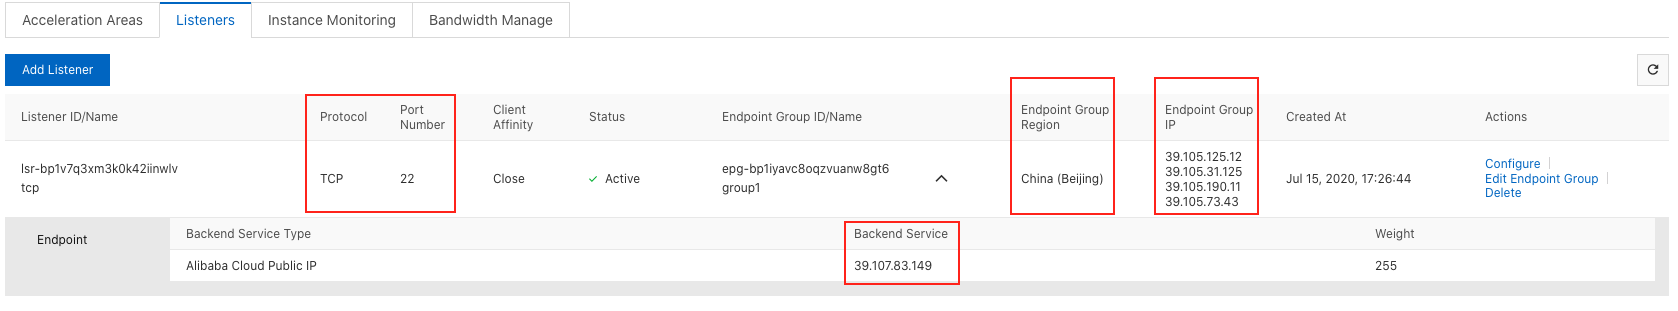 Acceleration Areas
Listeners
Instance Monitoring
Bandwidth Manage
Add Listener
Listener ID/Name
Protocol
Port
Number
Client
Affinity
Status
Endpoint Group ID/Name
Endpoint Group
Region
Endpoint Group
IP
Created At
Actions
lsr-bp1v7q3xm3k0k42iinwlv
tcp
TCP
22
Close
Active
epg-bp1iyavc8oqzvuanw8gt6
group1
China (Beijing)
39.105.125.12
39.105.31.125
39.105.190.11
39.105.73.43
Jul 15, 2020, 17:26:44
Configure
Edit Endpoint Group
Delete
Endpoint
Backend Service Type
Backend Service
Weight
Alibaba Cloud Public IP
39.107.83.149
255